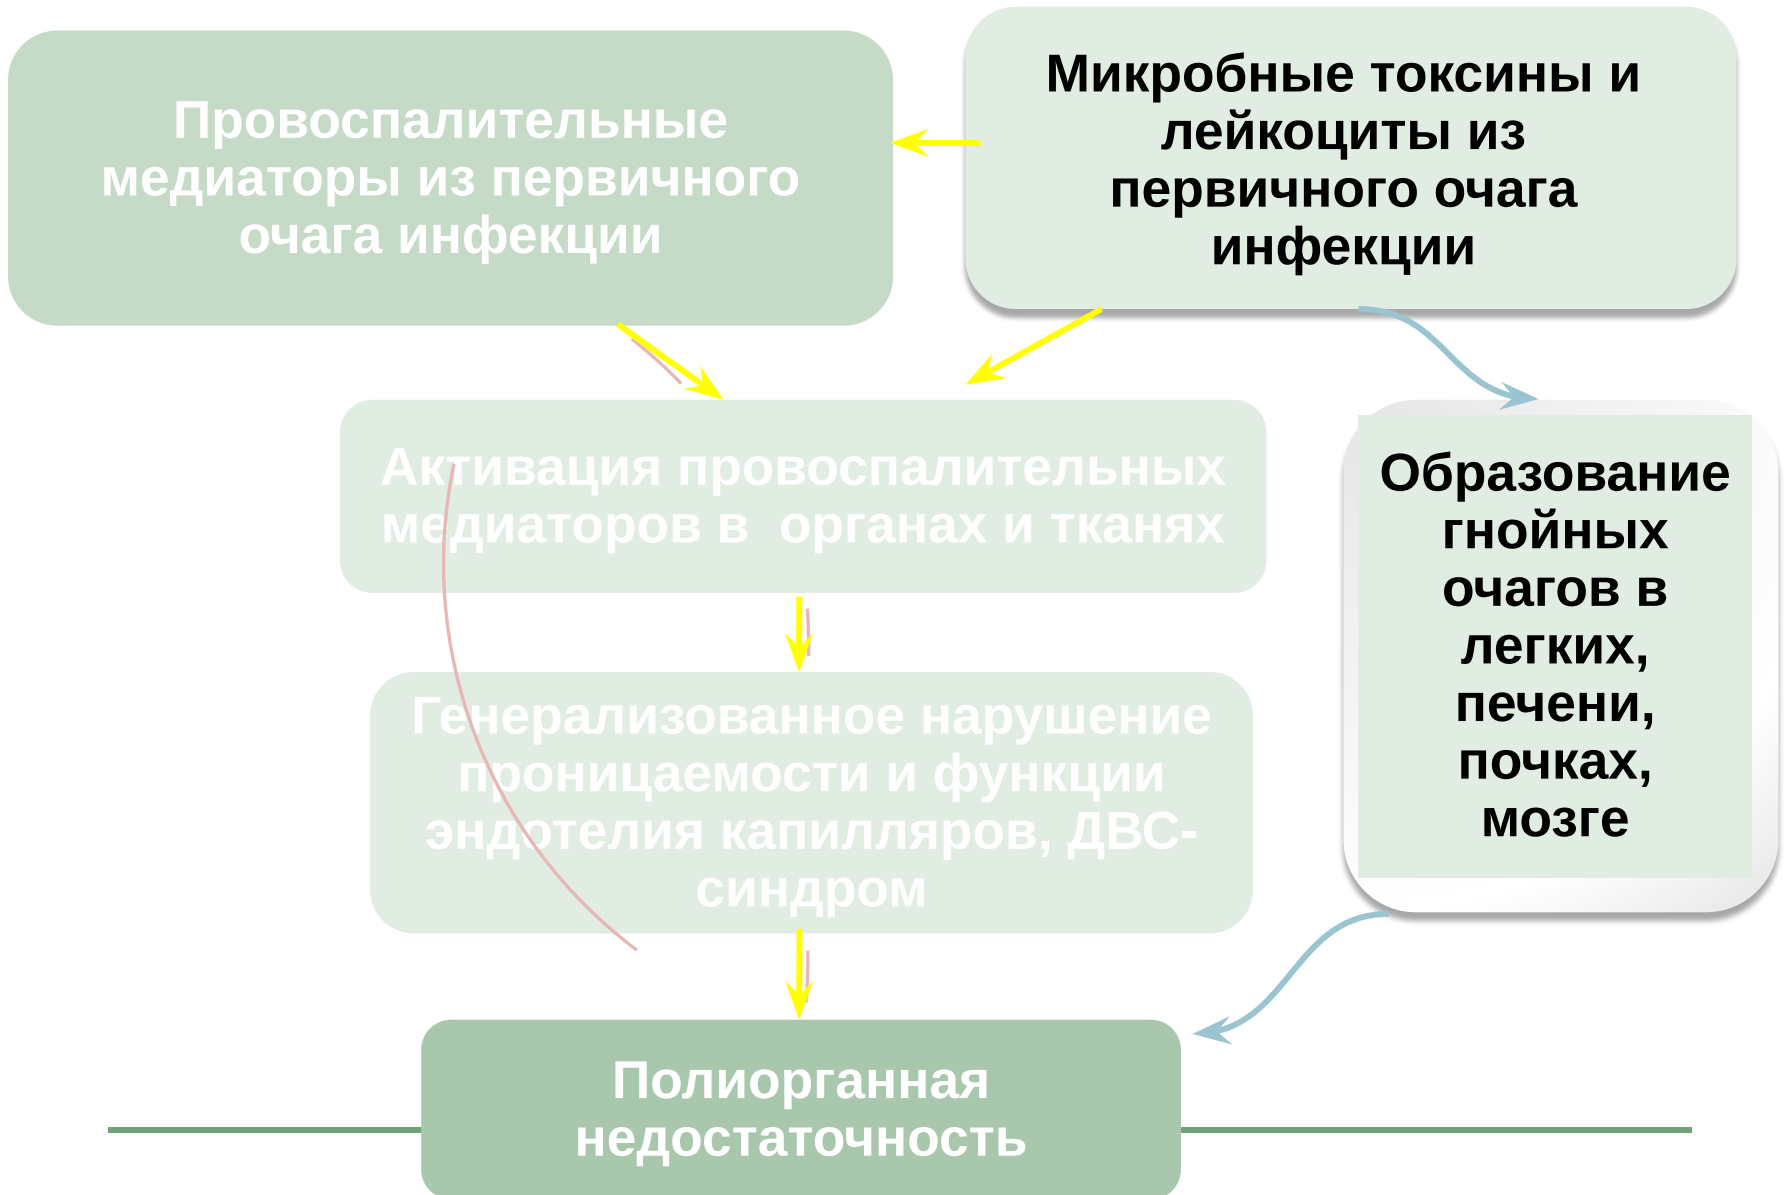 Провоспалительные
медиаторы из первичного
очага инфекции
Микробные токсины и
лейкоциты из
первичного очага
инфекции
Активация провоспалительных
медиаторов в  органах и тканях
Образование
гнойных
очагов в
легких,
печени,
почках,
мозге
Генерализованное нарушение
проницаемости и функции
эндотелия капилляров, ДВС-
синдром
Полиорганная
недостаточность